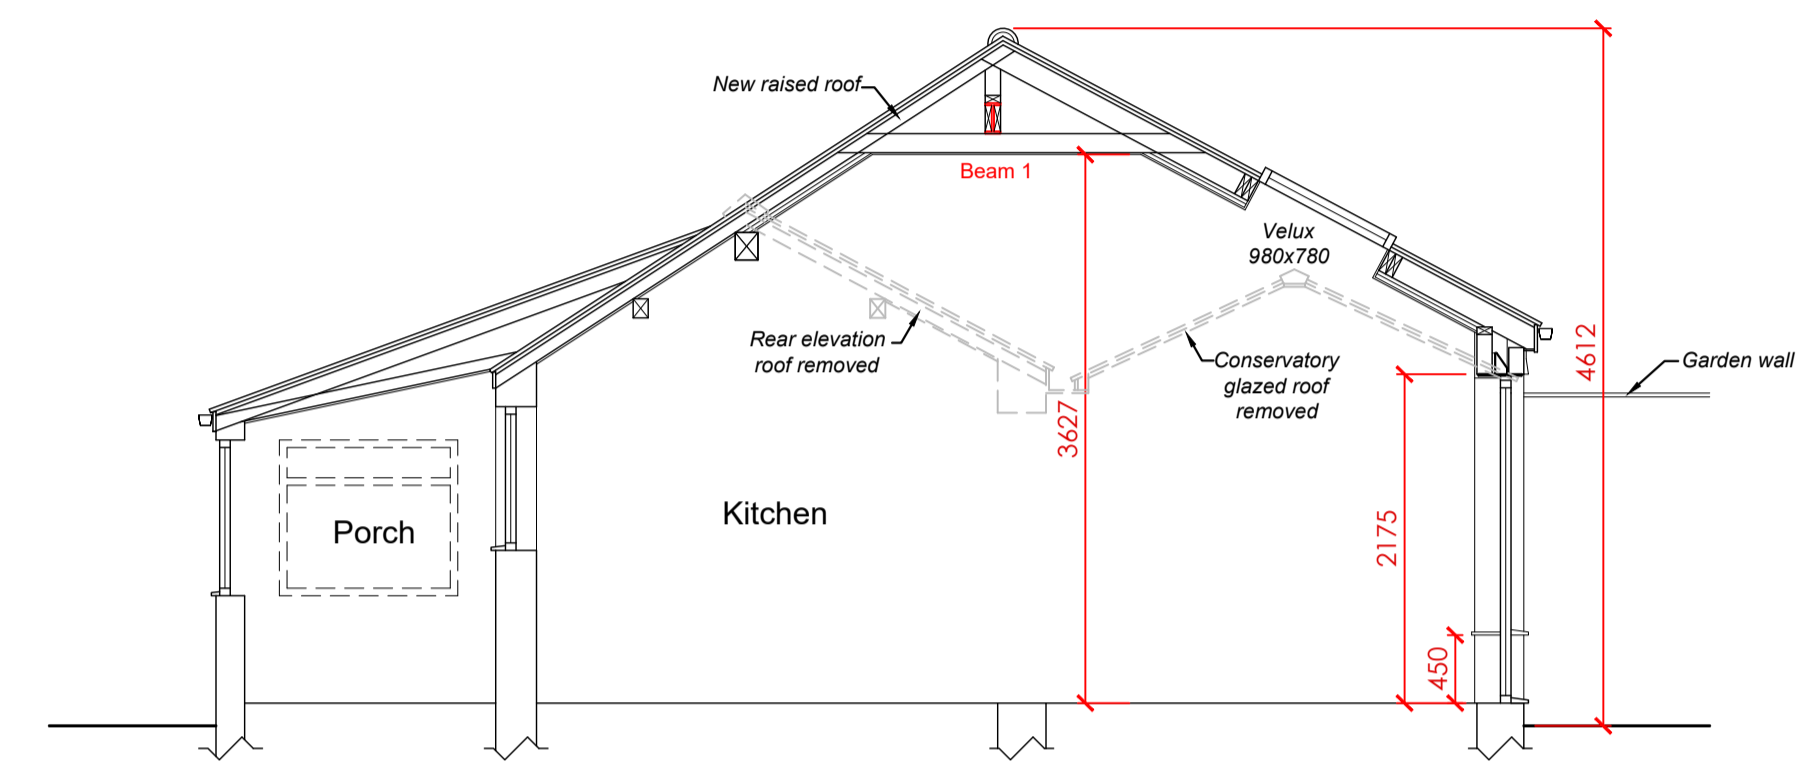 New raised roof
Beam 1
Velux
980x780
Rear elevation
roof removed
Conservatory
glazed roof
removed
Garden wall
4612
3627
2175
450
Porch
Kitchen